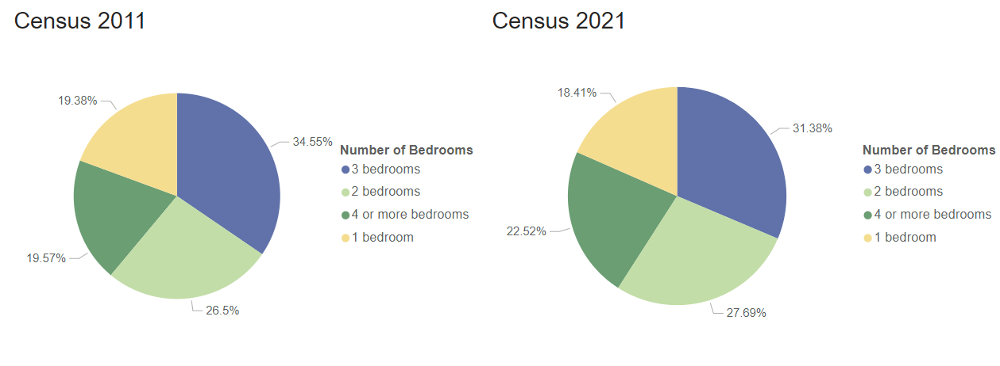 Census 2011
19.38%
34.55%
19.57%
26.5%
Number of Bedrooms
3 bedrooms
2 bedrooms
4 or more bedrooms
1 bedroom
Census 2021
18.41%
31.38%
22.52%
27.69%
Number of Bedrooms
3 bedrooms
2 bedrooms
4 or more bedrooms
1 bedroom